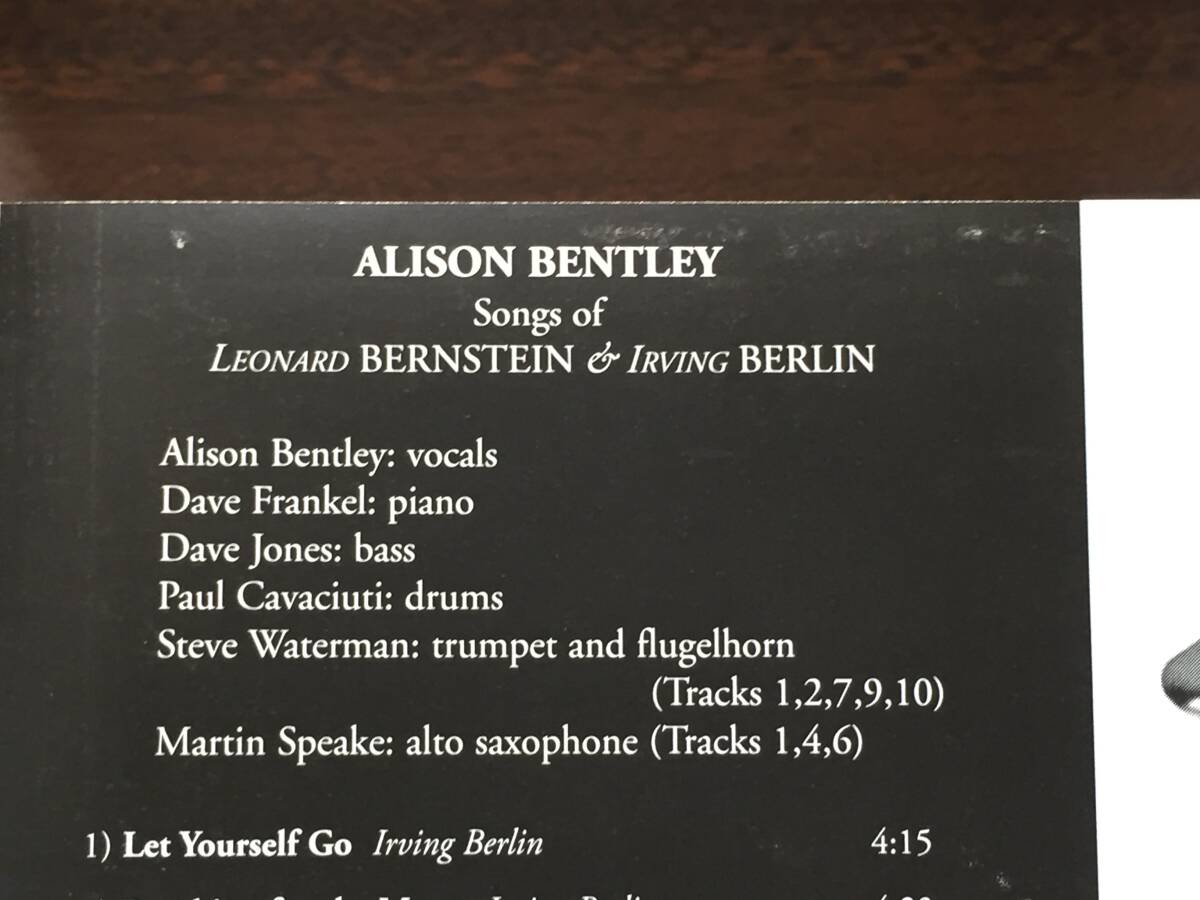 ALISON BENTLEY
Songs of
LEONARD BERNSTEIN & IRVING BERLIN
Alison Bentley: vocals
Dave Frankel: piano
Dave Jones: bass
Paul Cavaciuti: drums
Steve Waterman: trumpet and flugelhorn
(Tracks 1,2,7,9,10)
Martin Speake: alto saxophone (Tracks 1,4,6)
1) Let Yourself Go Irving Berlin 4:15